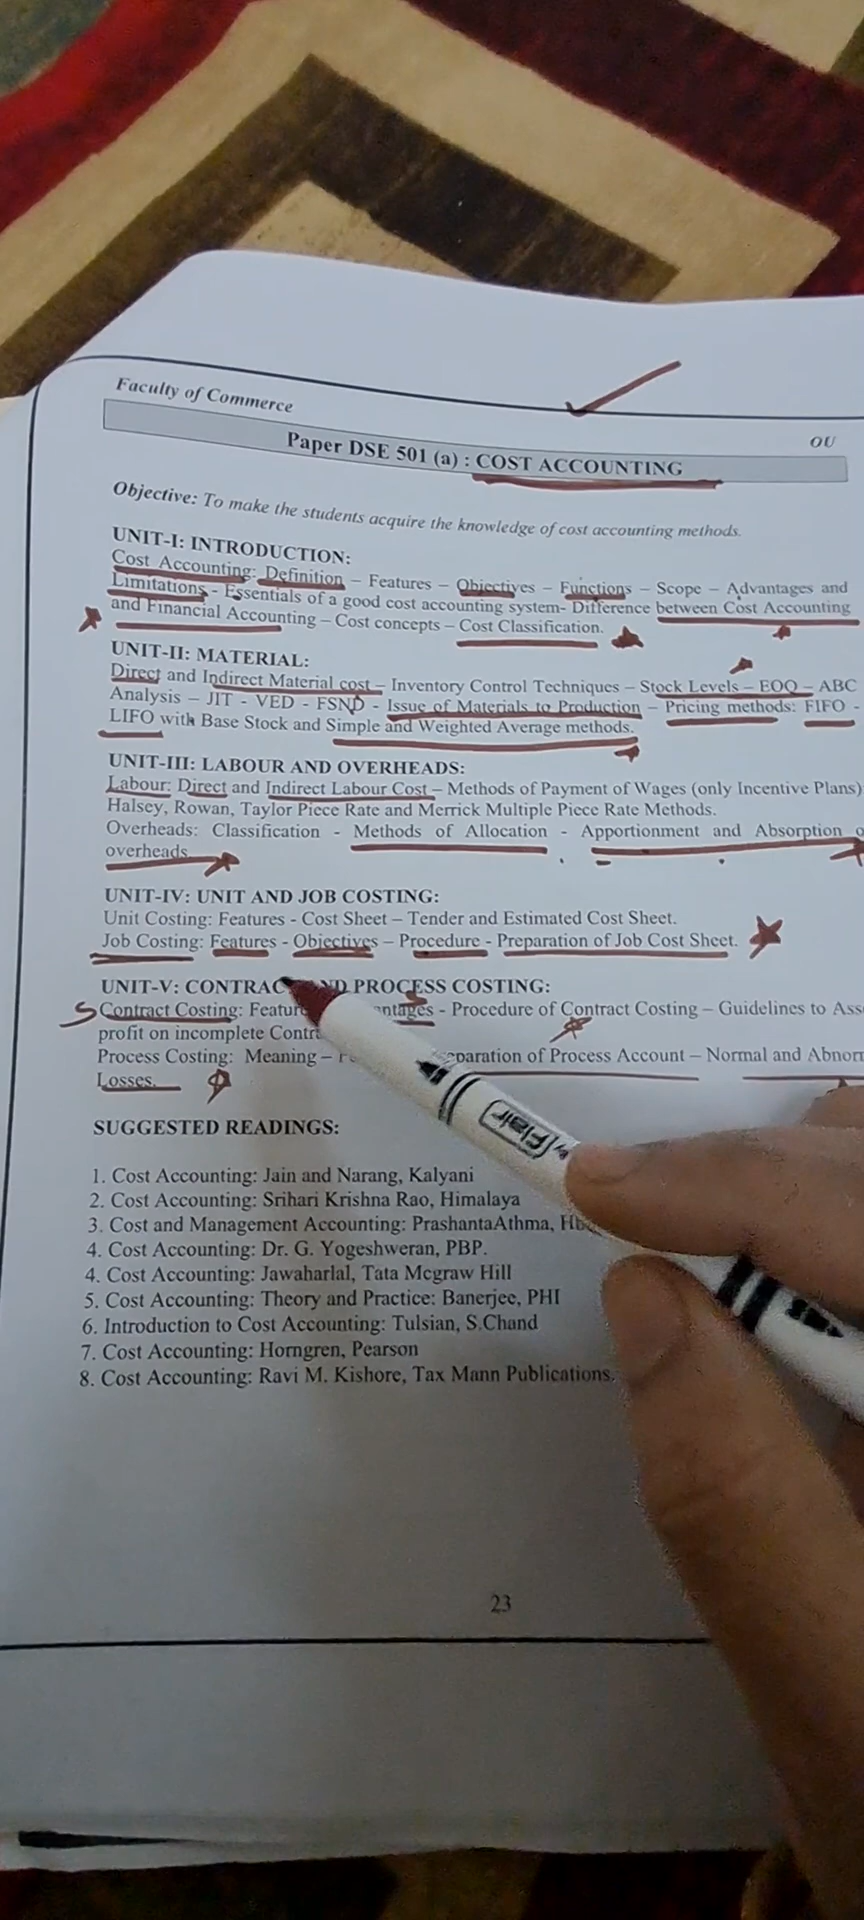 Faculty of Commerce
OU
Paper DSE 501 (a) : COST ACCOUNTING
Objective: To make the students acquire the knowledge of cost accounting methods.
UNIT-I: INTRODUCTION:
Cost Accounting: Definition – Features – Objectives – Functions – Scope – Advantages and
Limitations - Essentials of a good cost accounting system- Difference between Cost Accounting
and Financial Accounting – Cost concepts – Cost Classification.
UNIT-II: MATERIAL:
Direct and Indirect Material cost – Inventory Control Techniques – Stock Levels – EOQ – ABC
Analysis – JIT - VED - FSND - Issue of Materials to Production – Pricing methods: FIFO -
LIFO with Base Stock and Simple and Weighted Average methods.
UNIT-III: LABOUR AND OVERHEADS:
Labour: Direct and Indirect Labour Cost – Methods of Payment of Wages (only Incentive Plans)
Halsey, Rowan, Taylor Piece Rate and Merrick Multiple Piece Rate Methods.
Overheads: Classification - Methods of Allocation - Apportionment and Absorption
overheads
UNIT-IV: UNIT AND JOB COSTING:
Unit Costing: Features - Cost Sheet – Tender and Estimated Cost Sheet.
Job Costing: Features - Objectives – Procedure - Preparation of Job Cost Sheet.
UNIT-V: PROCESS COSTING:
Contract Costing: - Procedure of Contract Costing – Guidelines to
profit on incomplete
Process Costing: Meaning – of Process Account – Normal and
Losses.
SUGGESTED READINGS:
1. Cost Accounting: Jain and Narang, Kalyani
2. Cost Accounting: Srihari Krishna Rao, Himalaya
3. Cost and Management Accounting: PrashantaAthma,
4. Cost Accounting: Dr. G. Yogeshweran, PBP.
4. Cost Accounting: Jawaharlal, Tata Mcgraw Hill
5. Cost Accounting: Theory and Practice: Banerjee, PHI
6. Introduction to Cost Accounting: Tulsian, S.Chand
7. Cost Accounting: Horngren, Pearson
8. Cost Accounting: Ravi M. Kishore, Tax Mann Publications.
Flair
23